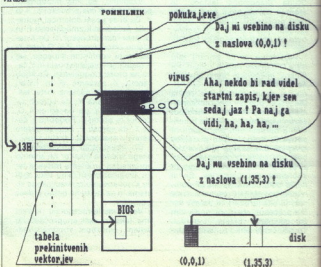 virusa.
POMNILNIK
pokukaj.exe
Daj mi vsebino na disku
z naslova (0,0,1) !
virus
Aha, nekdo bi rad videl
startni zapis, kjer sem
sedaj jaz ! Pa naj ga
vidi, ha, ha, ha, ...
13H
Daj mu vsebino na disku
z naslova (1,35,3) !
BIOS
tabela
prekinitvenih
vektorjev
disk
(0,0,1)
(1,35,3)